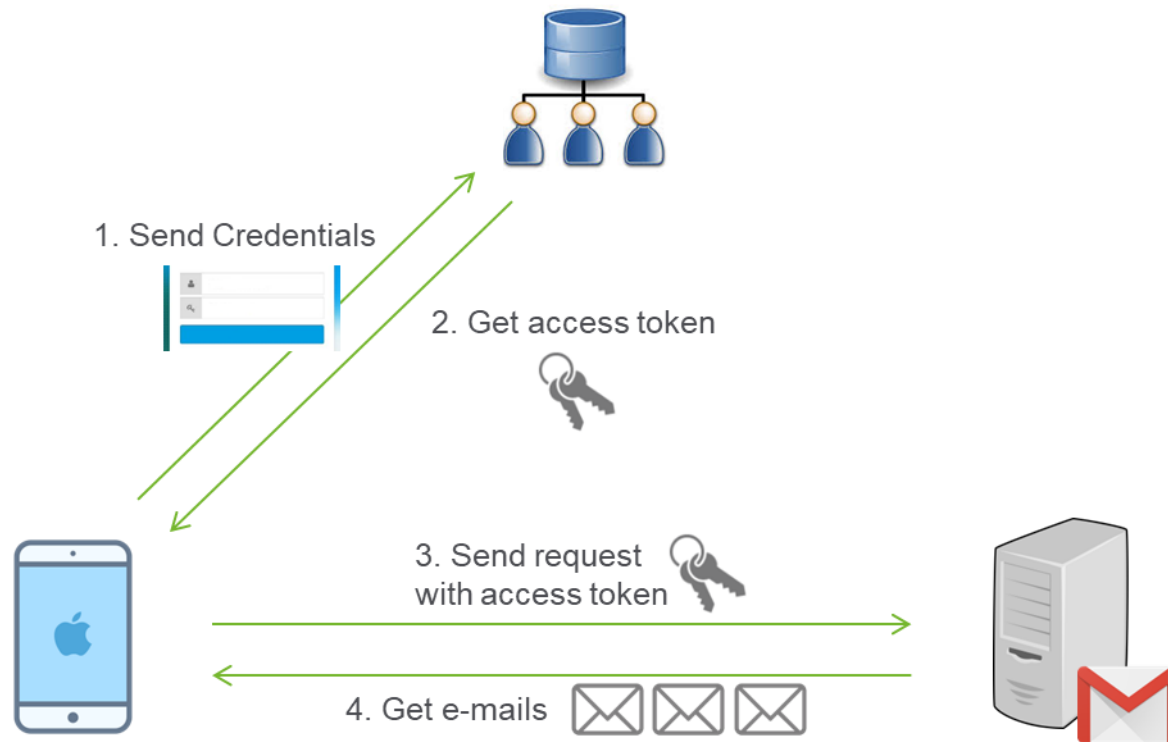 1. Send Credentials
2. Get access token
3. Send request
with access token
4. Get e-mails